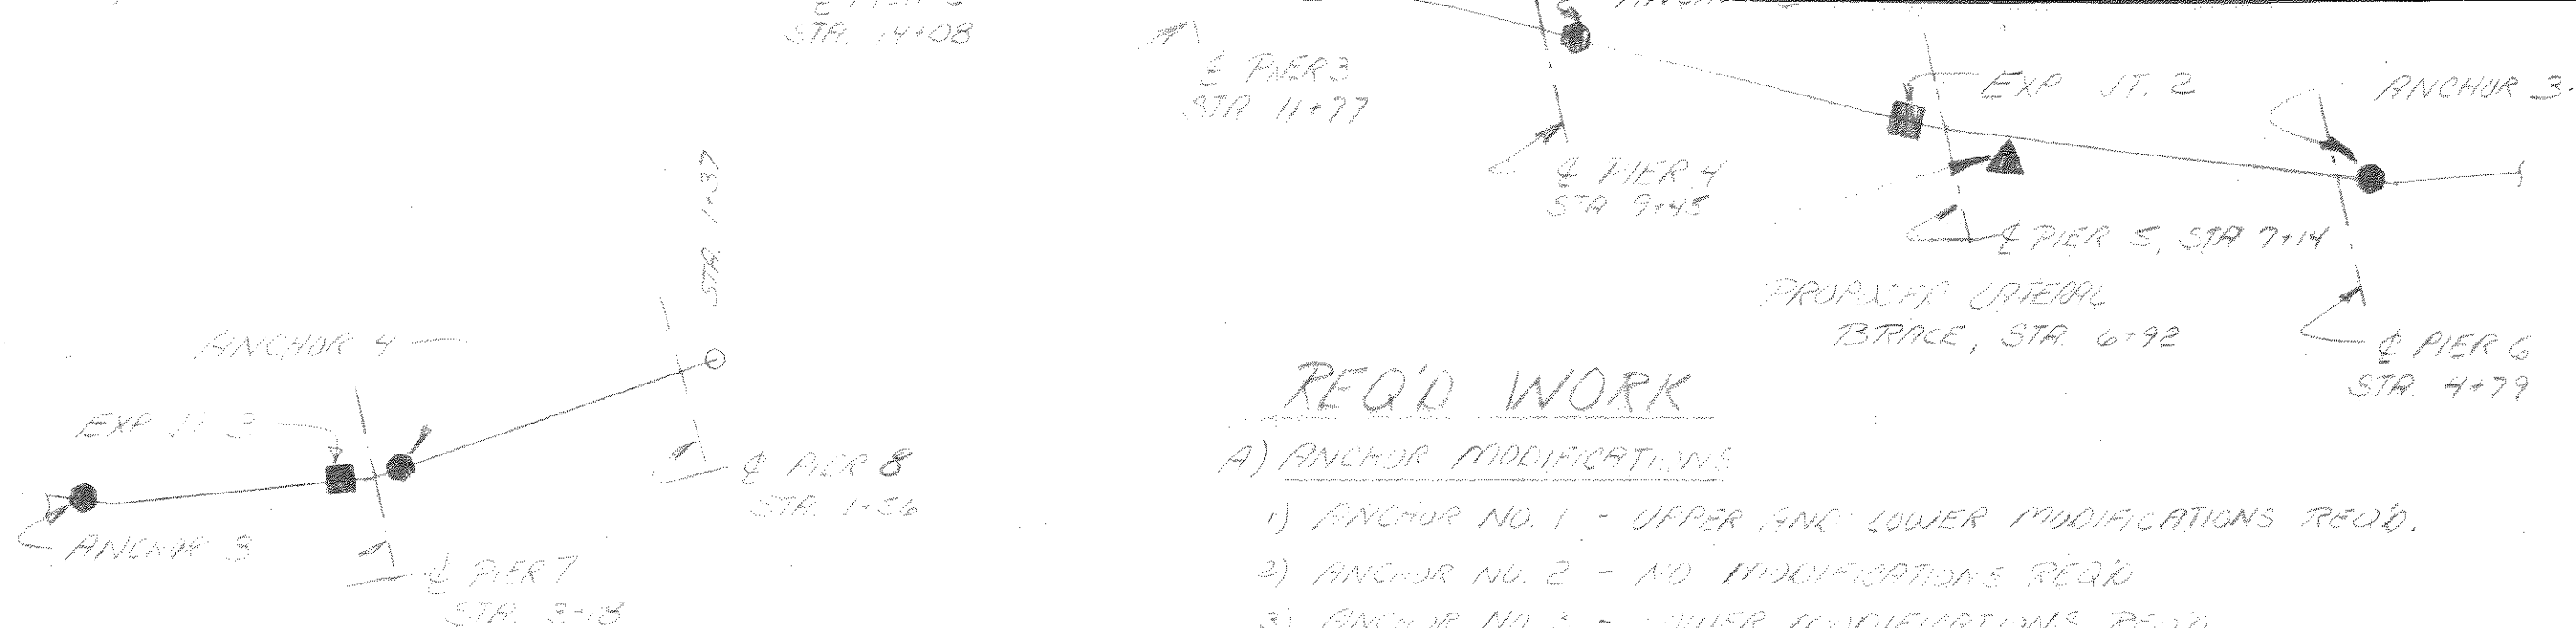 STA. 14+08
℄ PIER 3
STA 11+77
℄ PIER 4
STA 9+45
EXP JT. 2
ANCHOR 3
℄ PIER 5, STA 7+14
PROPOSED LATERAL
BRACE, STA. 6+92
℄ PIER 6
STA. 4+79
STA. 1+37
ANCHOR 4
EXP JT. 3
ANCHOR 3
℄ PIER 8
STA. 1+56
℄ PIER 7
STA. 3+08
REQ'D WORK
A) ANCHOR MODIFICATIONS
1) ANCHOR NO. 1 - UPPER AND LOWER MODIFICATIONS REQ'D.
2) ANCHOR NO. 2 - NO MODIFICATIONS REQ'D
3) ANCHOR NO. 3 - LOWER MODIFICATIONS REQ'D